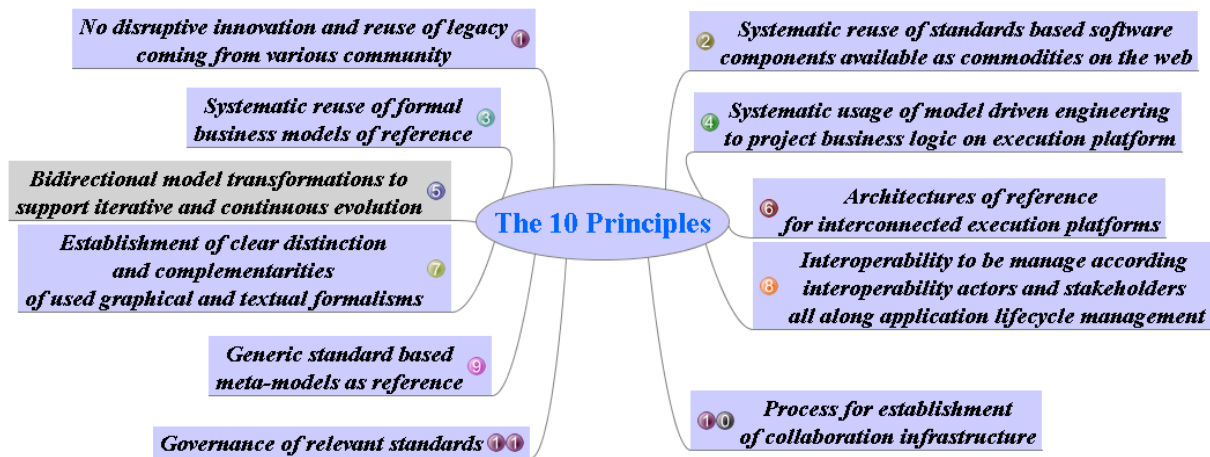 No disruptive innovation and reuse of legacy
coming from various community
1
2
Systematic reuse of standards based software
components available as commodities on the web
Systematic reuse of formal
business models of reference
3
4
Systematic usage of model driven engineering
to project business logic on execution platform
Bidirectional model transformations to
support iterative and continuous evolution
5
The 10 Principles
6
Architectures of reference
for interconnected execution platforms
Establishment of clear distinction
and complementarities
of used graphical and textual formalisms
7
8
Interoperability to be manage according
interoperability actors and stakeholders
all along application lifecycle management
Generic standard based
meta-models as reference
9
10
Process for establishment
of collaboration infrastructure
Governance of relevant standards 11